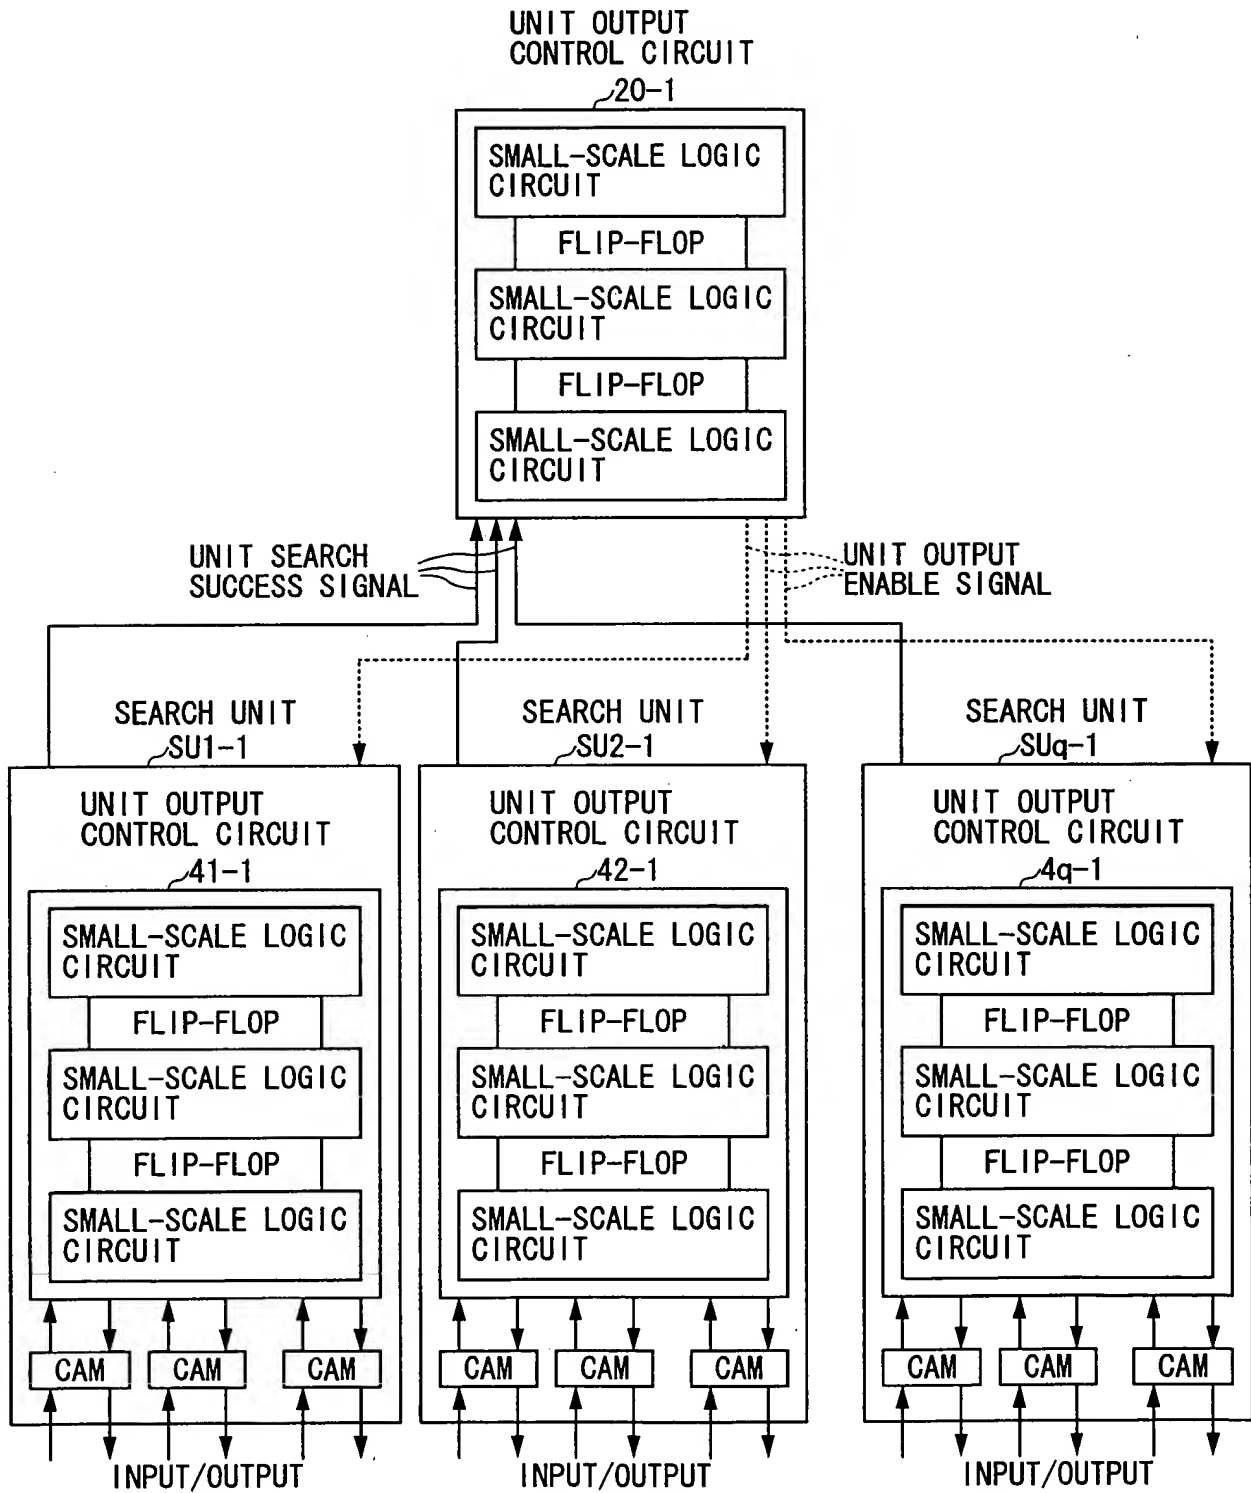 UNIT OUTPUT
CONTROL CIRCUIT
20-1
SMALL-SCALE LOGIC
CIRCUIT
FLIP-FLOP
SMALL-SCALE LOGIC
CIRCUIT
FLIP-FLOP
SMALL-SCALE LOGIC
CIRCUIT
UNIT SEARCH
SUCCESS SIGNAL
UNIT OUTPUT
ENABLE SIGNAL
SEARCH UNIT
SU1-1
UNIT OUTPUT
CONTROL CIRCUIT
41-1
SMALL-SCALE LOGIC
CIRCUIT
FLIP-FLOP
SMALL-SCALE LOGIC
CIRCUIT
FLIP-FLOP
SMALL-SCALE LOGIC
CIRCUIT
CAM
CAM
CAM
INPUT/OUTPUT
SEARCH UNIT
SU2-1
UNIT OUTPUT
CONTROL CIRCUIT
42-1
SMALL-SCALE LOGIC
CIRCUIT
FLIP-FLOP
SMALL-SCALE LOGIC
CIRCUIT
FLIP-FLOP
SMALL-SCALE LOGIC
CIRCUIT
CAM
CAM
CAM
INPUT/OUTPUT
SEARCH UNIT
SUq-1
UNIT OUTPUT
CONTROL CIRCUIT
4q-1
SMALL-SCALE LOGIC
CIRCUIT
FLIP-FLOP
SMALL-SCALE LOGIC
CIRCUIT
FLIP-FLOP
SMALL-SCALE LOGIC
CIRCUIT
CAM
CAM
CAM
INPUT/OUTPUT